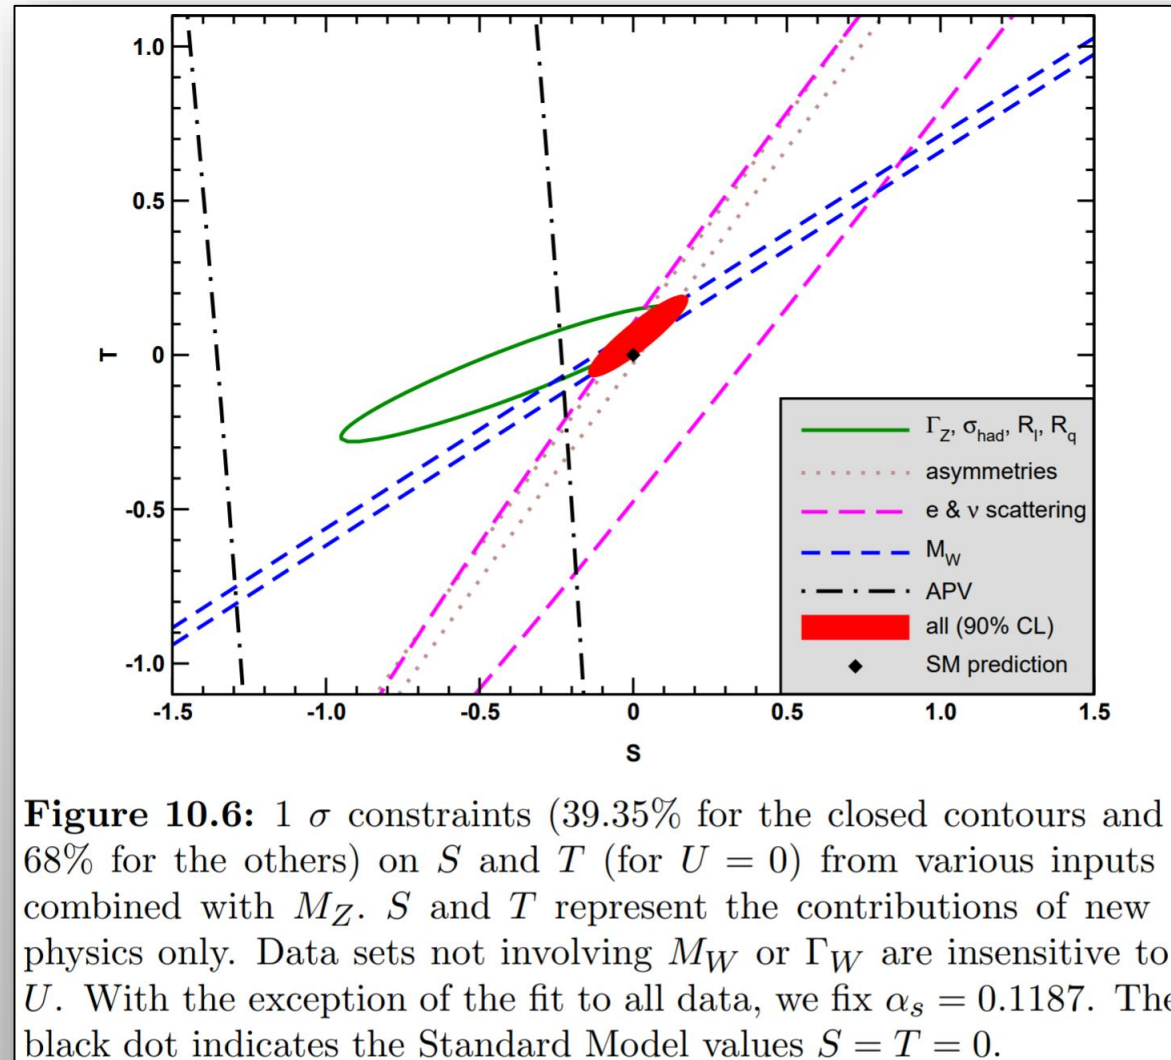 1.0
0.5
0
-0.5
-1.0
T
-1.5 -1.0 -0.5 0 0.5 1.0 1.5
S
Γ_Z, σ_had, R_l, R_q
asymmetries
e & ν scattering
M_W
APV
all (90% CL)
SM prediction
Figure 10.6: 1 σ constraints (39.35% for the closed contours and
68% for the others) on S and T (for U = 0) from various inputs
combined with M_Z. S and T represent the contributions of new
physics only. Data sets not involving M_W or Γ_W are insensitive to
U. With the exception of the fit to all data, we fix α_s = 0.1187. The
black dot indicates the Standard Model values S = T = 0.